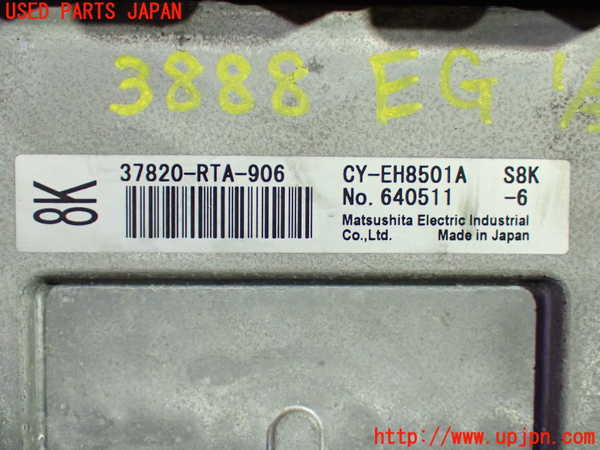 USED PARTS JAPAN
3888 EG
8K
37820-RTA-906
CY-EH8501A S8K
No. 640511 -6
Matsushita Electric Industrial
Co.,Ltd. Made in Japan
http://www.upjpn.com/